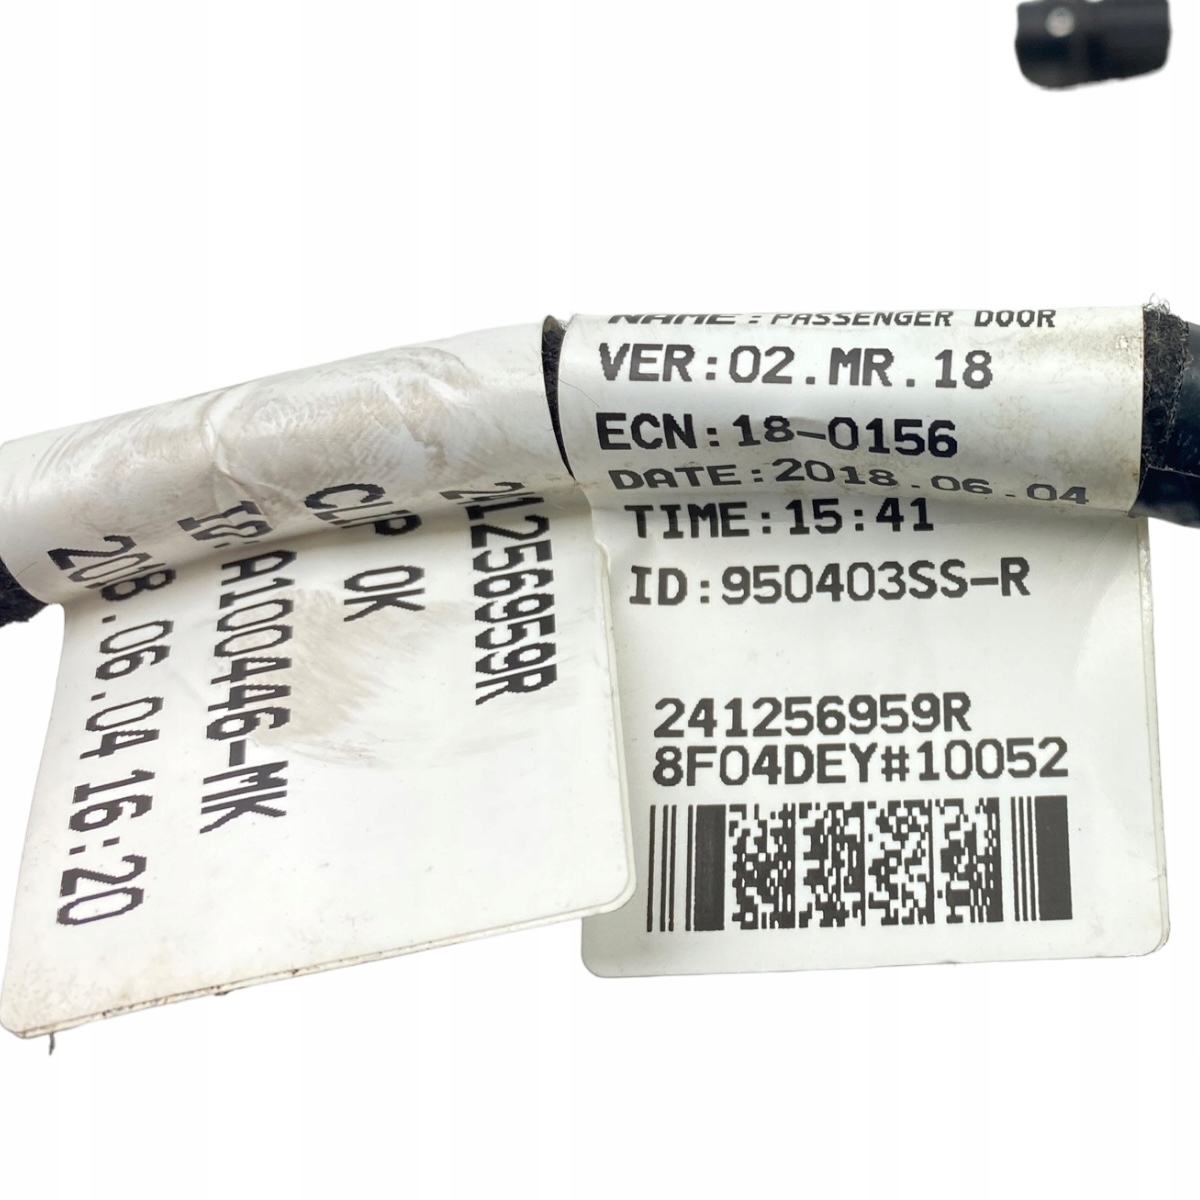 241256959R
CLIP OK
IQ:A100446-MK
2018.06.04 16:20
NAME:PASSENGER DOOR
VER:02.MR.18
ECN:18-0156
DATE:2018.06.04
TIME:15:41
ID:950403SS-R
241256959R
8F04DEY#10052